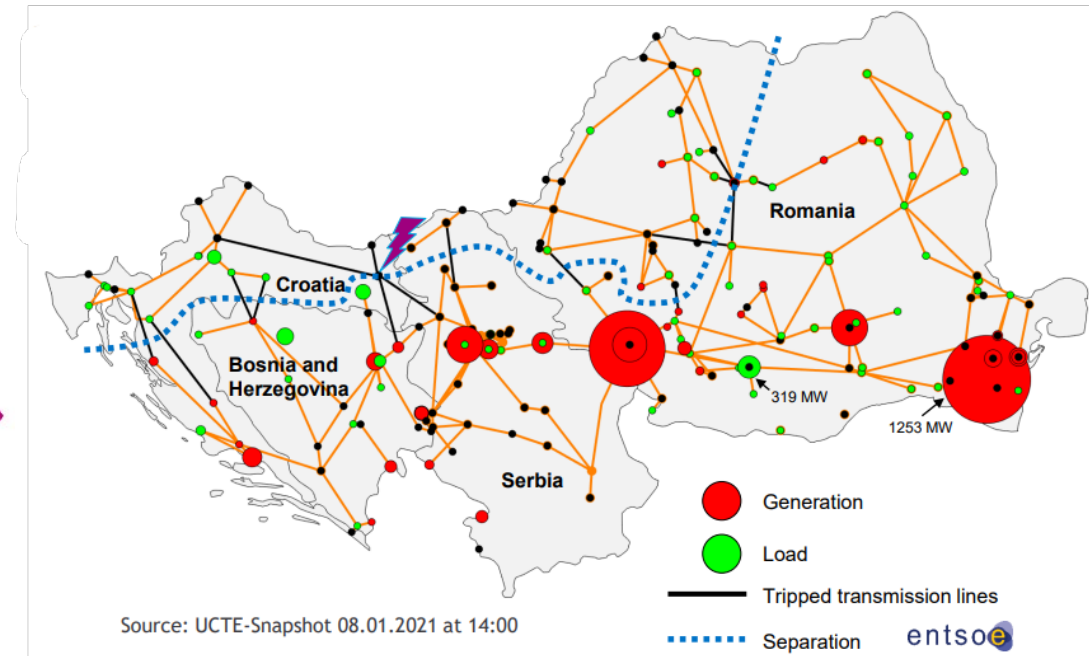 Romania
Croatia
Bosnia and
Herzegovina
319 MW
1253 MW
Serbia
Generation
Load
Tripped transmission lines
Source: UCTE-Snapshot 08.01.2021 at 14:00
Separation
entsoe